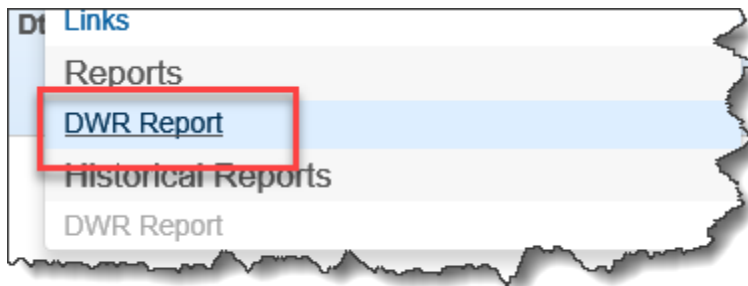 Dt Links
Reports
DWR Report
Historical Reports
DWR Report